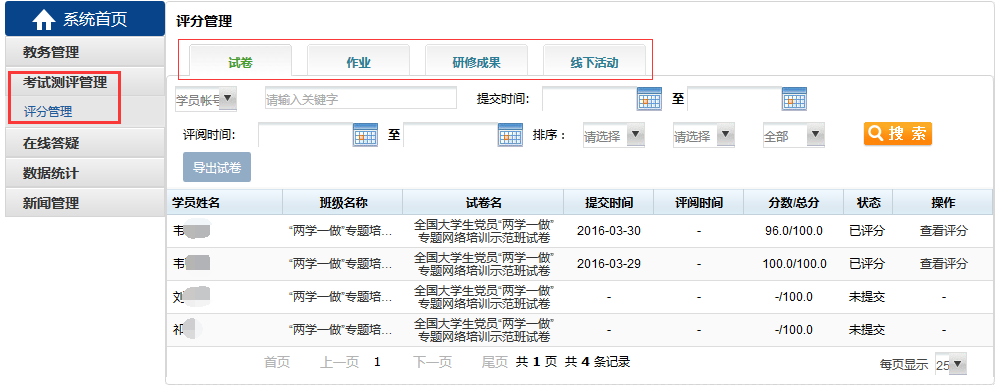 系统首页
教务管理
考试测评管理
评分管理
在线答疑
数据统计
新闻管理
评分管理
试卷 作业 研修成果 线下活动
学员帐号 请输入关键字 提交时间: 至
评阅时间: 至 排序： 请选择 请选择 全部 搜索
导出试卷
学员姓名 班级名称 试卷名 提交时间 评阅时间 分数/总分 状态 操作
韦 “两学一做”专题培... 全国大学生党员“两学一做”
专题网络培训示范班试卷 2016-03-30 - 96.0/100.0 已评分 查看评分
韦 “两学一做”专题培... 全国大学生党员“两学一做”
专题网络培训示范班试卷 2016-03-29 - 100.0/100.0 已评分 查看评分
刘 “两学一做”专题培... 全国大学生党员“两学一做”
专题网络培训示范班试卷 - - -/100.0 未提交 -
祁 “两学一做”专题培... 全国大学生党员“两学一做”
专题网络培训示范班试卷 - - -/100.0 未提交 -
首页 上一页 1 下一页 尾页 共 1 页 共 4 条记录 每页显示 25